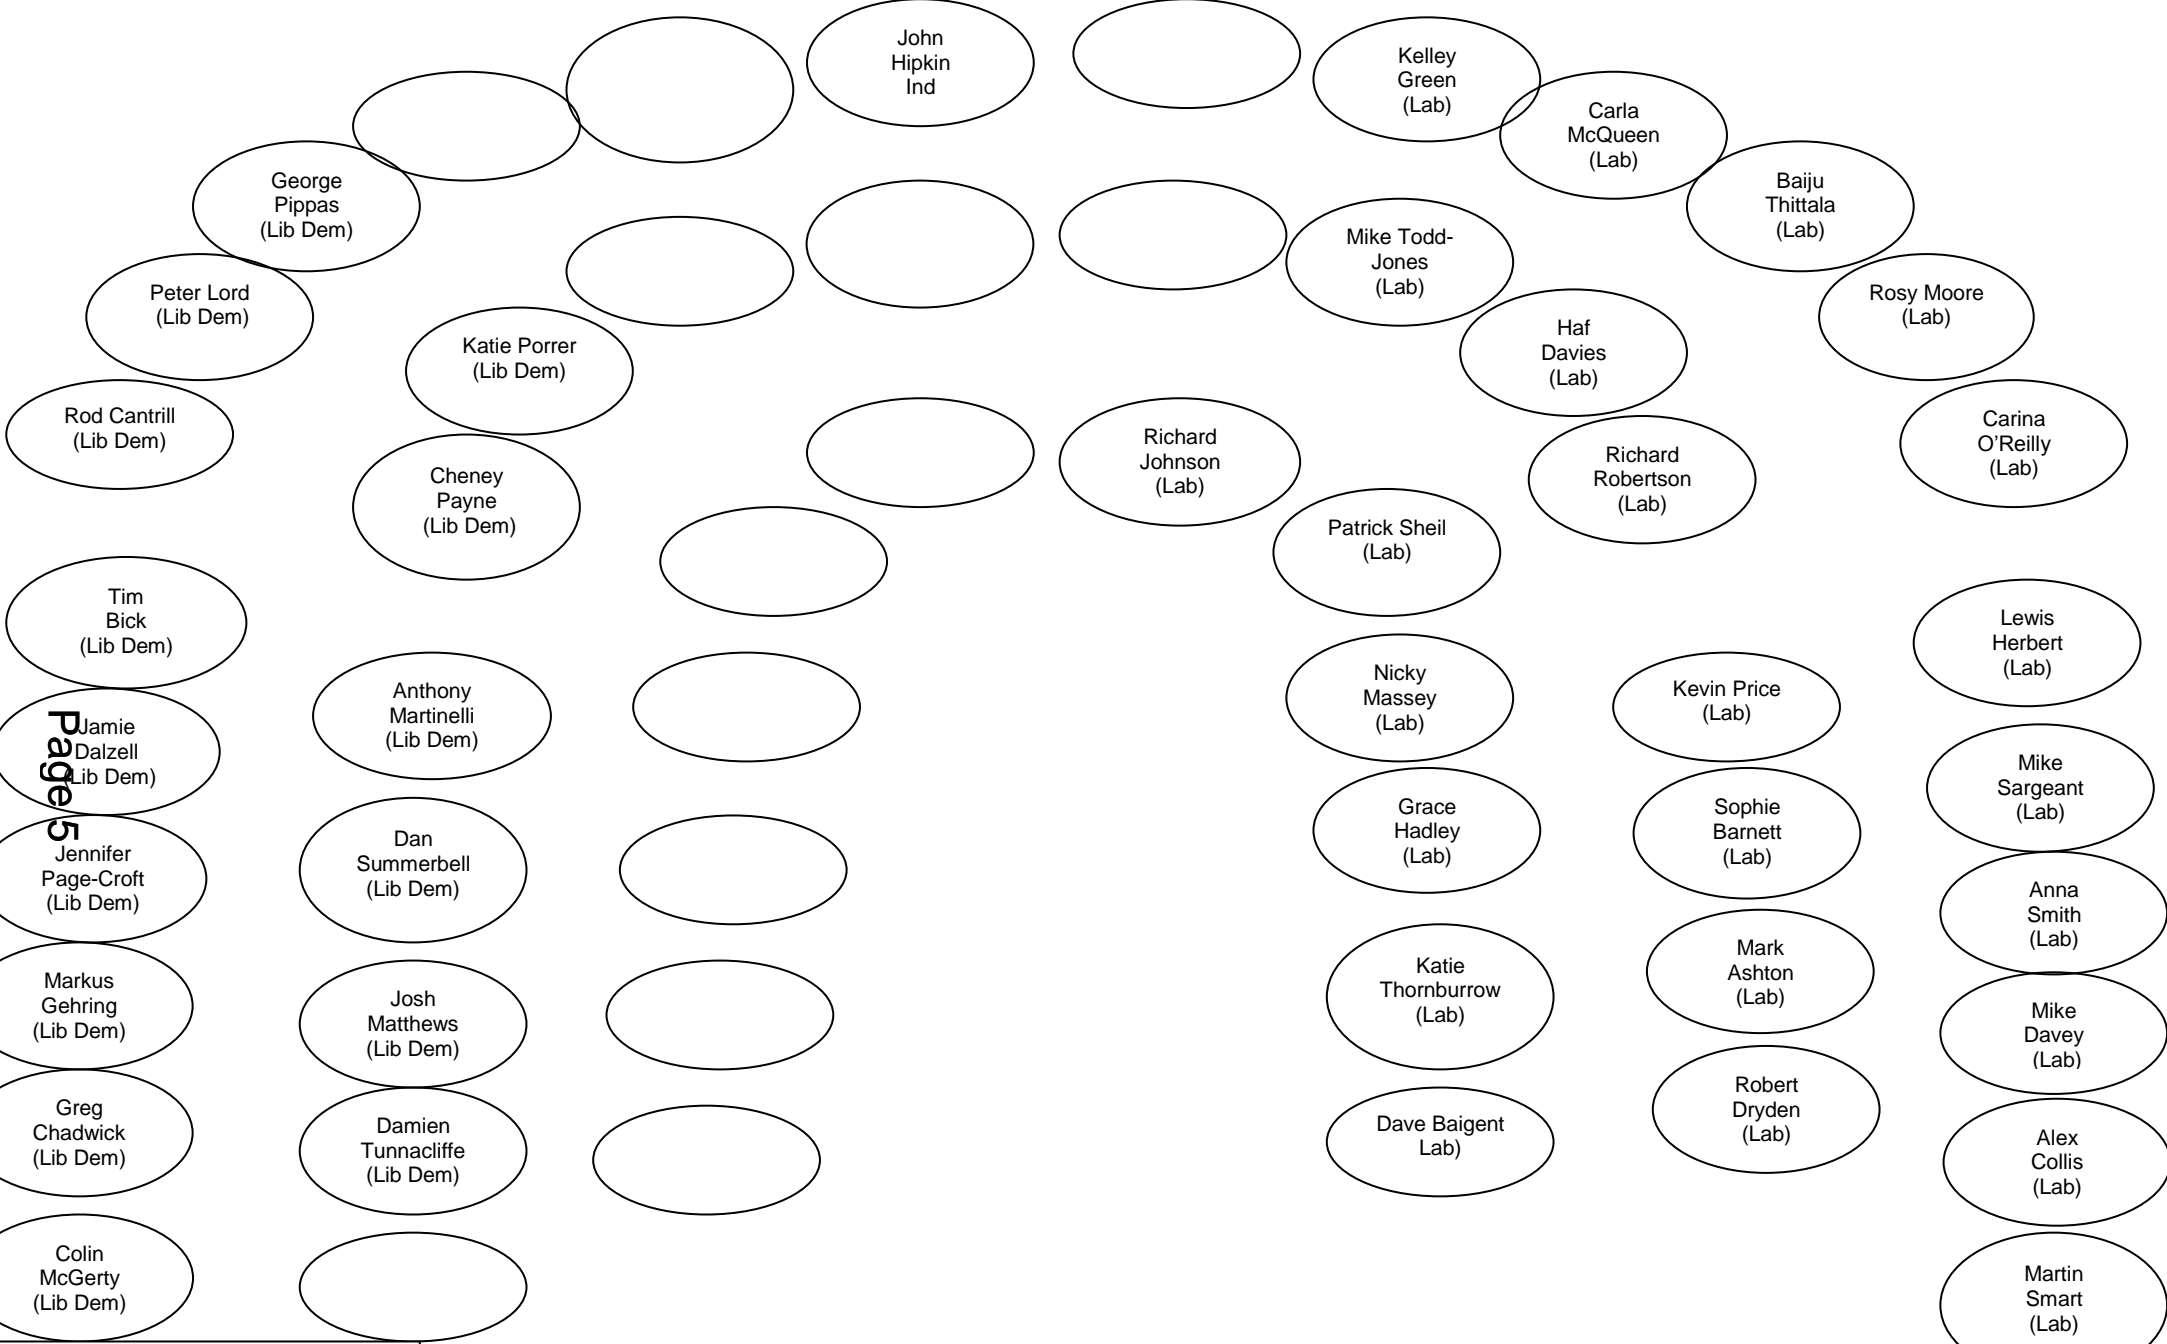 John
Hipkin
Ind
Kelley
Green
(Lab)
Carla
McQueen
(Lab)
George
Pippas
(Lib Dem)
Baiju
Thittala
(Lab)
Mike Todd-
Jones
(Lab)
Peter Lord
(Lib Dem)
Rosy Moore
(Lab)
Katie Porrer
(Lib Dem)
Haf
Davies
(Lab)
Rod Cantrill
(Lib Dem)
Carina
O’Reilly
(Lab)
Cheney
Payne
(Lib Dem)
Richard
Johnson
(Lab)
Richard
Robertson
(Lab)
Patrick Sheil
(Lab)
Tim
Bick
(Lib Dem)
Lewis
Herbert
(Lab)
Anthony
Martinelli
(Lib Dem)
Nicky
Massey
(Lab)
Kevin Price
(Lab)
Jamie
Dalzell
(Lib Dem)
Page 5
Mike
Sargeant
(Lab)
Dan
Summerbell
(Lib Dem)
Grace
Hadley
(Lab)
Sophie
Barnett
(Lab)
Jennifer
Page-Croft
(Lib Dem)
Anna
Smith
(Lab)
Markus
Gehring
(Lib Dem)
Josh
Matthews
(Lib Dem)
Katie
Thornburrow
(Lab)
Mark
Ashton
(Lab)
Mike
Davey
(Lab)
Greg
Chadwick
(Lib Dem)
Damien
Tunnacliffe
(Lib Dem)
Dave Baigent
Lab)
Robert
Dryden
(Lab)
Alex
Collis
(Lab)
Colin
McGerty
(Lib Dem)
Martin
Smart
(Lab)